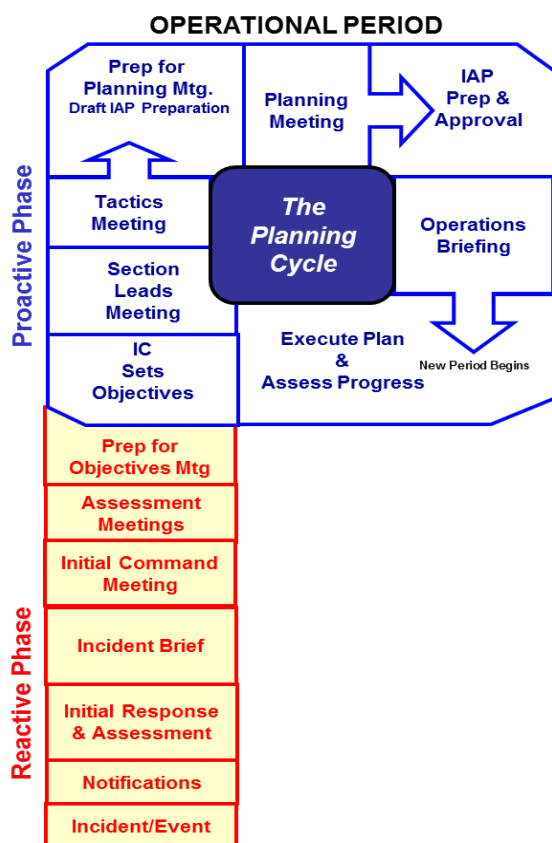 OPERATIONAL PERIOD
Prep for
Planning Mtg.
Draft IAP Preparation
Planning
Meeting
IAP
Prep &
Approval
Proactive Phase
Tactics
Meeting
The
Planning
Cycle
Operations
Briefing
Section
Leads
Meeting
IC
Sets
Objectives
Execute Plan
&
Assess Progress
New Period Begins
Prep for
Objectives Mtg
Assessment
Meetings
Initial Command
Meeting
Reactive Phase
Incident Brief
Initial Response
& Assessment
Notifications
Incident/Event